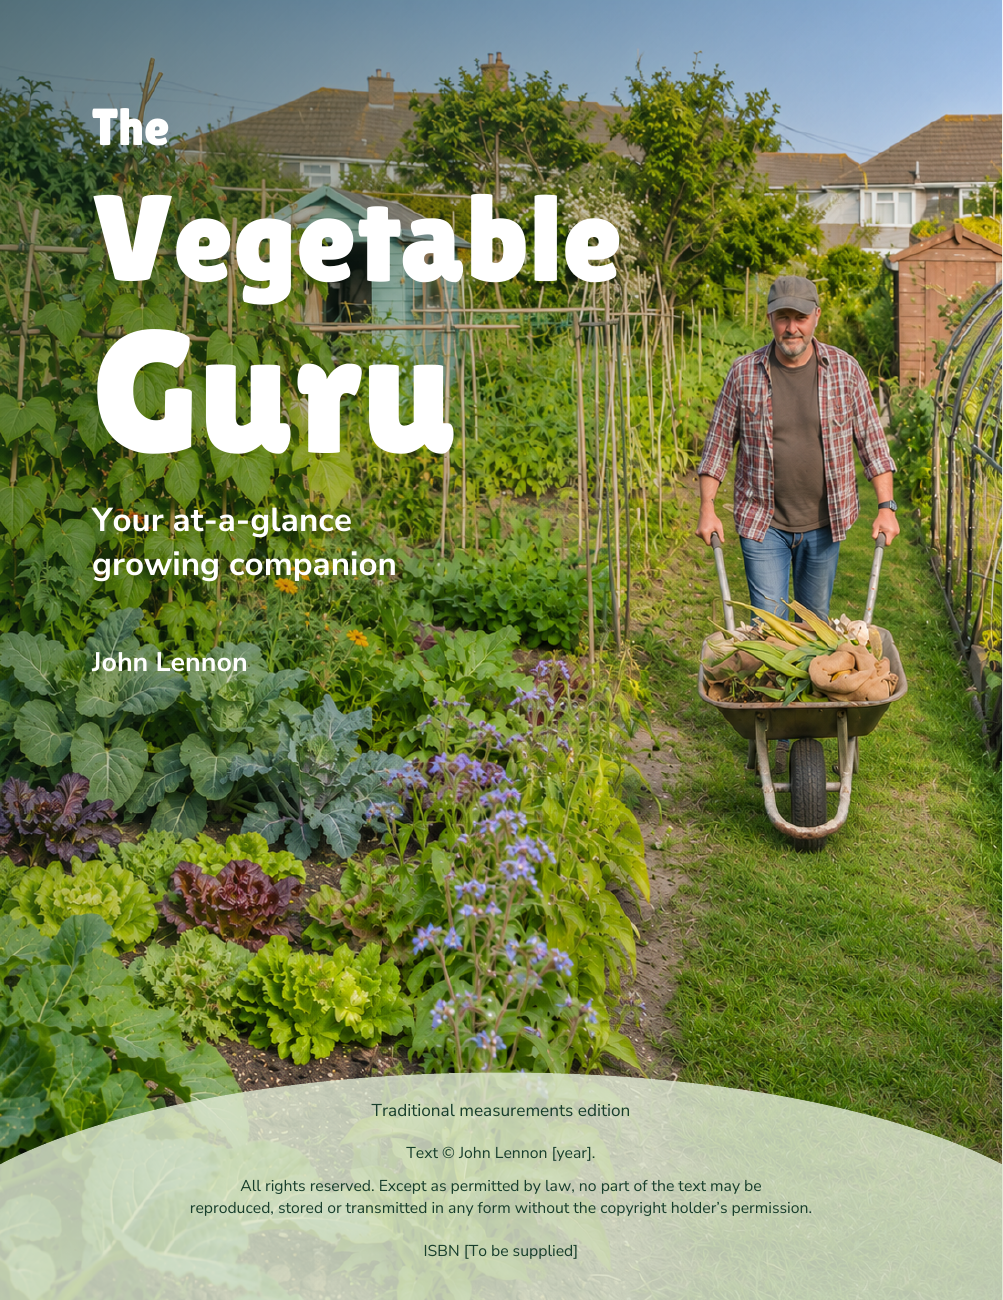 The
Vegetable
Guru
Your at-a-glance
growing companion
John Lennon
Traditional measurements edition
Text © John Lennon [year].
All rights reserved. Except as permitted by law, no part of the text may be
reproduced, stored or transmitted in any form without the copyright holder’s permission.
ISBN [To be supplied]